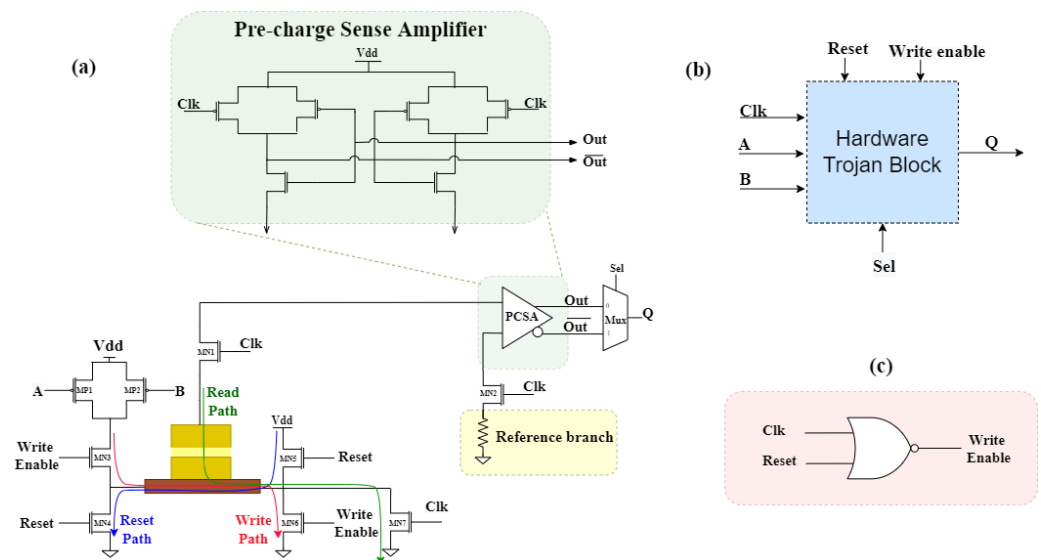 Pre-charge Sense Amplifier
(a)
Vdd
Clk
Clk
Out
Out
(b)
Reset
Write enable
Clk
A
B
Hardware
Trojan Block
Q
Sel
Sel
PCSA
Out
Out
0
1
Mux
Q
MN1
Clk
MN2
Clk
Reference branch
Vdd
A
MP1
MP2
B
Read
Path
Vdd
Write
Enable
MN3
MN5
Reset
Reset
MN4
Reset
Path
Write
Path
MN6
Write
Enable
MN7
Clk
(c)
Clk
Reset
Write
Enable